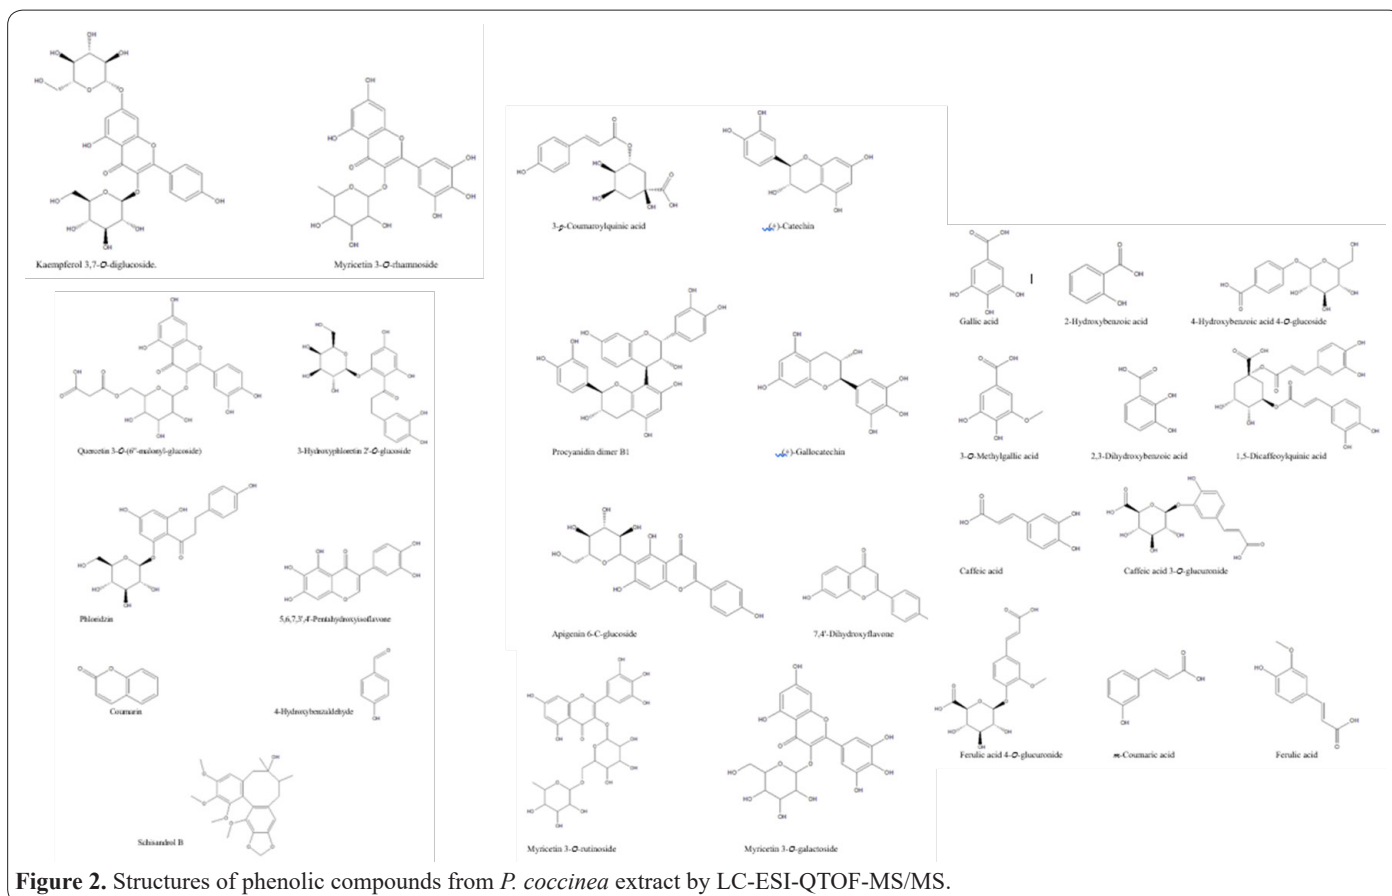 Kaempferol 3,7-O-diglucoside.
Myricetin 3-O-rhamnoside
3-p-Coumaroylquinic acid
(+)-Catechin
Gallic acid
2-Hydroxybenzoic acid
4-Hydroxybenzoic acid 4-O-glucoside
Quercetin 3-O-(6''-malonyl-glucoside)
3-Hydroxyphloretin 2'-O-glucoside
Procyanidin dimer B1
(+)-Gallocatechin
3-O-Methylgallic acid
2,3-Dihydroxybenzoic acid
1,5-Dicaffeoylquinic acid
Phloridzin
5,6,7,3',4'-Pentahydroxyisoflavone
Caffeic acid
Caffeic acid 3-O-glucuronide
Apigenin 6-C-glucoside
7,4'-Dihydroxyflavone
Coumarin
4-Hydroxybenzaldehyde
Ferulic acid 4-O-glucuronide
m-Coumaric acid
Ferulic acid
Schisandrol B
Myricetin 3-O-rutinoside
Myricetin 3-O-galactoside
Figure 2. Structures of phenolic compounds from P. coccinea extract by LC-ESI-QTOF-MS/MS.